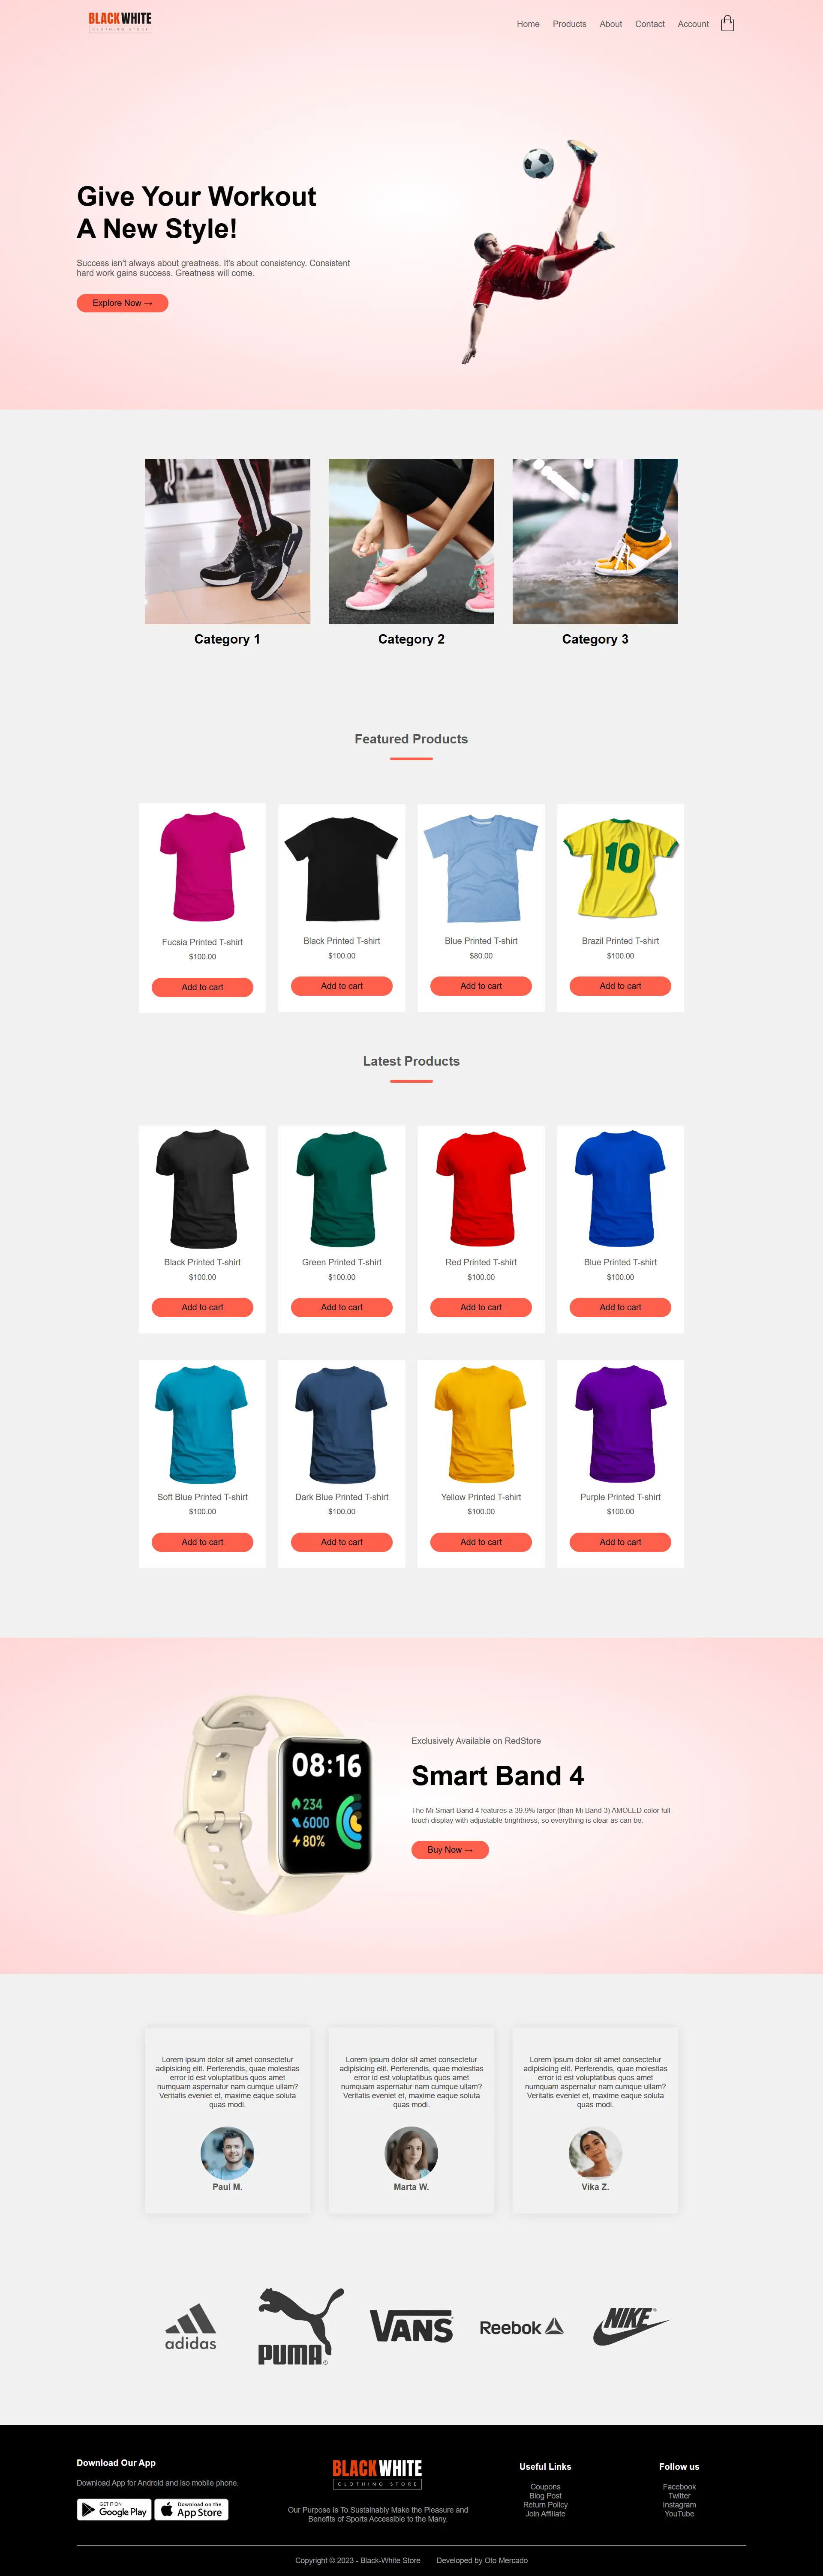 BLACKWHITE
CLOTHING STORE
Home Products About Contact Account
Give Your Workout
A New Style!
Success isn't always about greatness. It's about consistency. Consistent
hard work gains success. Greatness will come.
Explore Now →
Category 1
Category 2
Category 3
Featured Products
10
Fucsia Printed T-shirt
$100.00
Add to cart
Black Printed T-shirt
$100.00
Add to cart
Blue Printed T-shirt
$80.00
Add to cart
Brazil Printed T-shirt
$100.00
Add to cart
Latest Products
Black Printed T-shirt
$100.00
Add to cart
Green Printed T-shirt
$100.00
Add to cart
Red Printed T-shirt
$100.00
Add to cart
Blue Printed T-shirt
$100.00
Add to cart
Soft Blue Printed T-shirt
$100.00
Add to cart
Dark Blue Printed T-shirt
$100.00
Add to cart
Yellow Printed T-shirt
$100.00
Add to cart
Purple Printed T-shirt
$100.00
Add to cart
08:16
234
6000
80%
Exclusively Available on RedStore
Smart Band 4
The Mi Smart Band 4 features a 39.9% larger (than Mi Band 3) AMOLED color full-
touch display with adjustable brightness, so everything is clear as can be.
Buy Now →
Lorem ipsum dolor sit amet consectetur
adipisicing elit. Perferendis, quae molestias
error id est voluptatibus quos amet
numquam aspernatur nam cumque ullam?
Veritatis eveniet et, maxime eaque soluta
quas modi.
Paul M.
Lorem ipsum dolor sit amet consectetur
adipisicing elit. Perferendis, quae molestias
error id est voluptatibus quos amet
numquam aspernatur nam cumque ullam?
Veritatis eveniet et, maxime eaque soluta
quas modi.
Marta W.
Lorem ipsum dolor sit amet consectetur
adipisicing elit. Perferendis, quae molestias
error id est voluptatibus quos amet
numquam aspernatur nam cumque ullam?
Veritatis eveniet et, maxime eaque soluta
quas modi.
Vika Z.
adidas
PUMA®
VANS
Reebok
NIKE
Download Our App
Download App for Android and iso mobile phone.
GET IT ON
Google Play
Download on the
App Store
BLACKWHITE
CLOTHING STORE
Our Purpose Is To Sustainably Make the Pleasure and
Benefits of Sports Accessible to the Many.
Useful Links
Coupons
Blog Post
Return Policy
Join Affiliate
Follow us
Facebook
Twitter
Instagram
YouTube
Copyright © 2023 - Black-White Store Developed by Oto Mercado